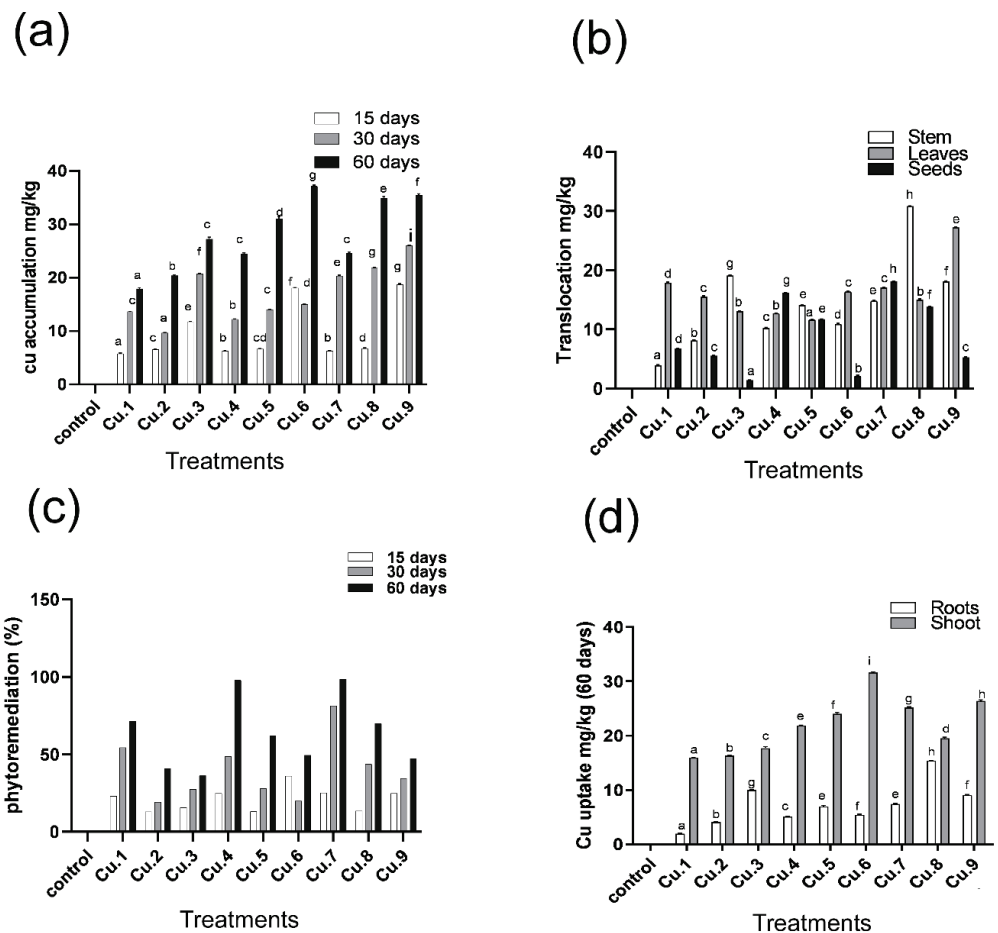 (a)
15 days
30 days
60 days
cu accumulation mg/kg
40
30
20
10
0
a c a
c a b
e f c
b c c
cd c d
f d g
b e c
d g e
g i f
control Cu.1 Cu.2 Cu.3 Cu.4 Cu.5 Cu.6 Cu.7 Cu.8 Cu.9
Treatments
(b)
Stem
Leaves
Seeds
Translocation mg/kg
40
30
20
10
0
a d d
b c c
g b a
c b g
e a e
d c b
e c h
h b f
f e c
control Cu.1 Cu.2 Cu.3 Cu.4 Cu.5 Cu.6 Cu.7 Cu.8 Cu.9
Treatments
(c)
15 days
30 days
60 days
phytoremediation (%)
150
100
50
0
control Cu.1 Cu.2 Cu.3 Cu.4 Cu.5 Cu.6 Cu.7 Cu.8 Cu.9
Treatments
(d)
Roots
Shoot
Cu uptake mg/kg (60 days)
40
30
20
10
0
a a
b b
g c
c e
e f
f i
e g
h d
f h
control Cu.1 Cu.2 Cu.3 Cu.4 Cu.5 Cu.6 Cu.7 Cu.8 Cu.9
Treatments